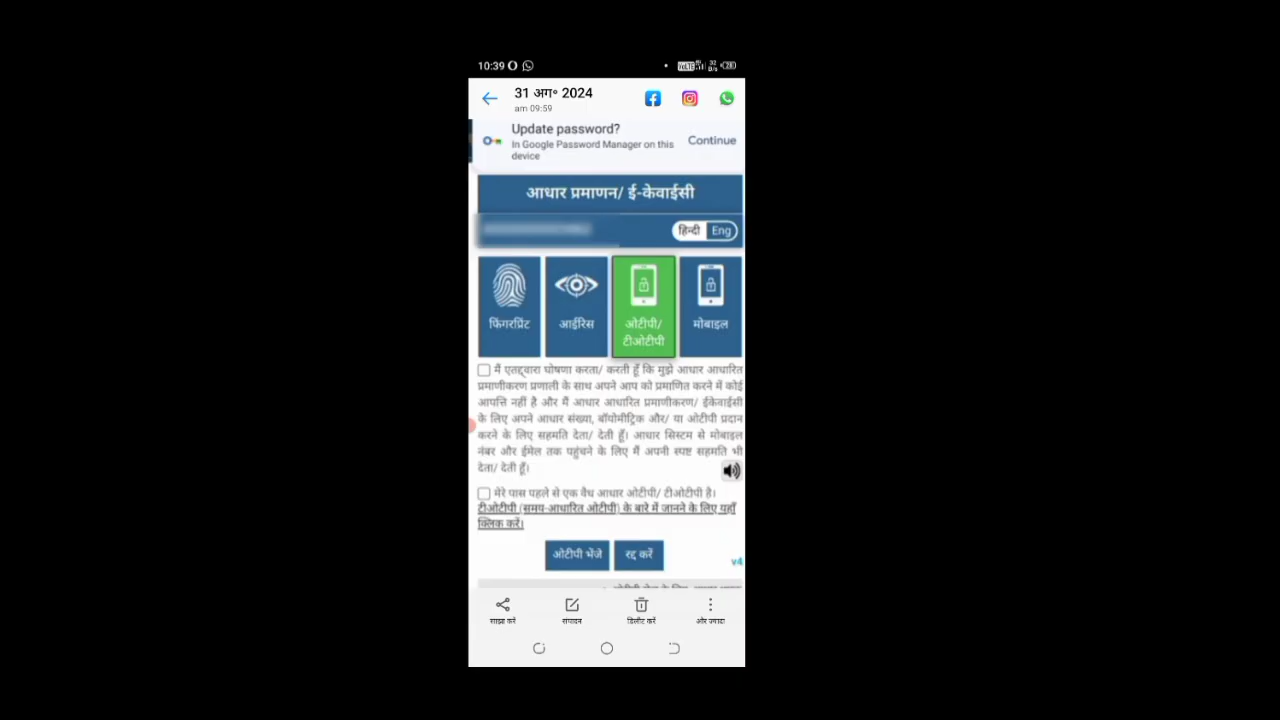 10:39
31 अग॰ 2024
am 09:59
Update password?
Continue
In Google Password Manager on this
device
आधार प्रमाणन/ ई-केवाईसी
हिन्दी Eng
फिंगरप्रिंट
आईरिस
ओटीपी/
टीओटीपी
मोबाइल
मैं एतद्द्वारा घोषणा करता/ करती हूँ कि मुझे आधार आधारित
प्रमाणीकरण प्रणाली के साथ अपने आप को प्रमाणित करने में कोई
आपत्ति नहीं है और मैं आधार आधारित प्रमाणीकरण/ ईकेवाईसी
के लिए अपने आधार संख्या, बॉयोमीट्रिक और/ या ओटीपी प्रदान
करने के लिए सहमति देता/ देती हूँ। आधार सिस्टम से मोबाइल
नंबर और ईमेल तक पहुंचने के लिए मैं अपनी स्पष्ट सहमति भी
देता/ देती हूँ।
मेरे पास पहले से एक वैध आधार ओटीपी/ टीओटीपी है।
टीओटीपी (समय-आधारित ओटीपी) के बारे में जानने के लिए यहाँ
क्लिक करें।
ओटीपी भेंजे
रद्द करें
v4
साझा करें
संपादन
डिलीट करें
और ज़्यादा